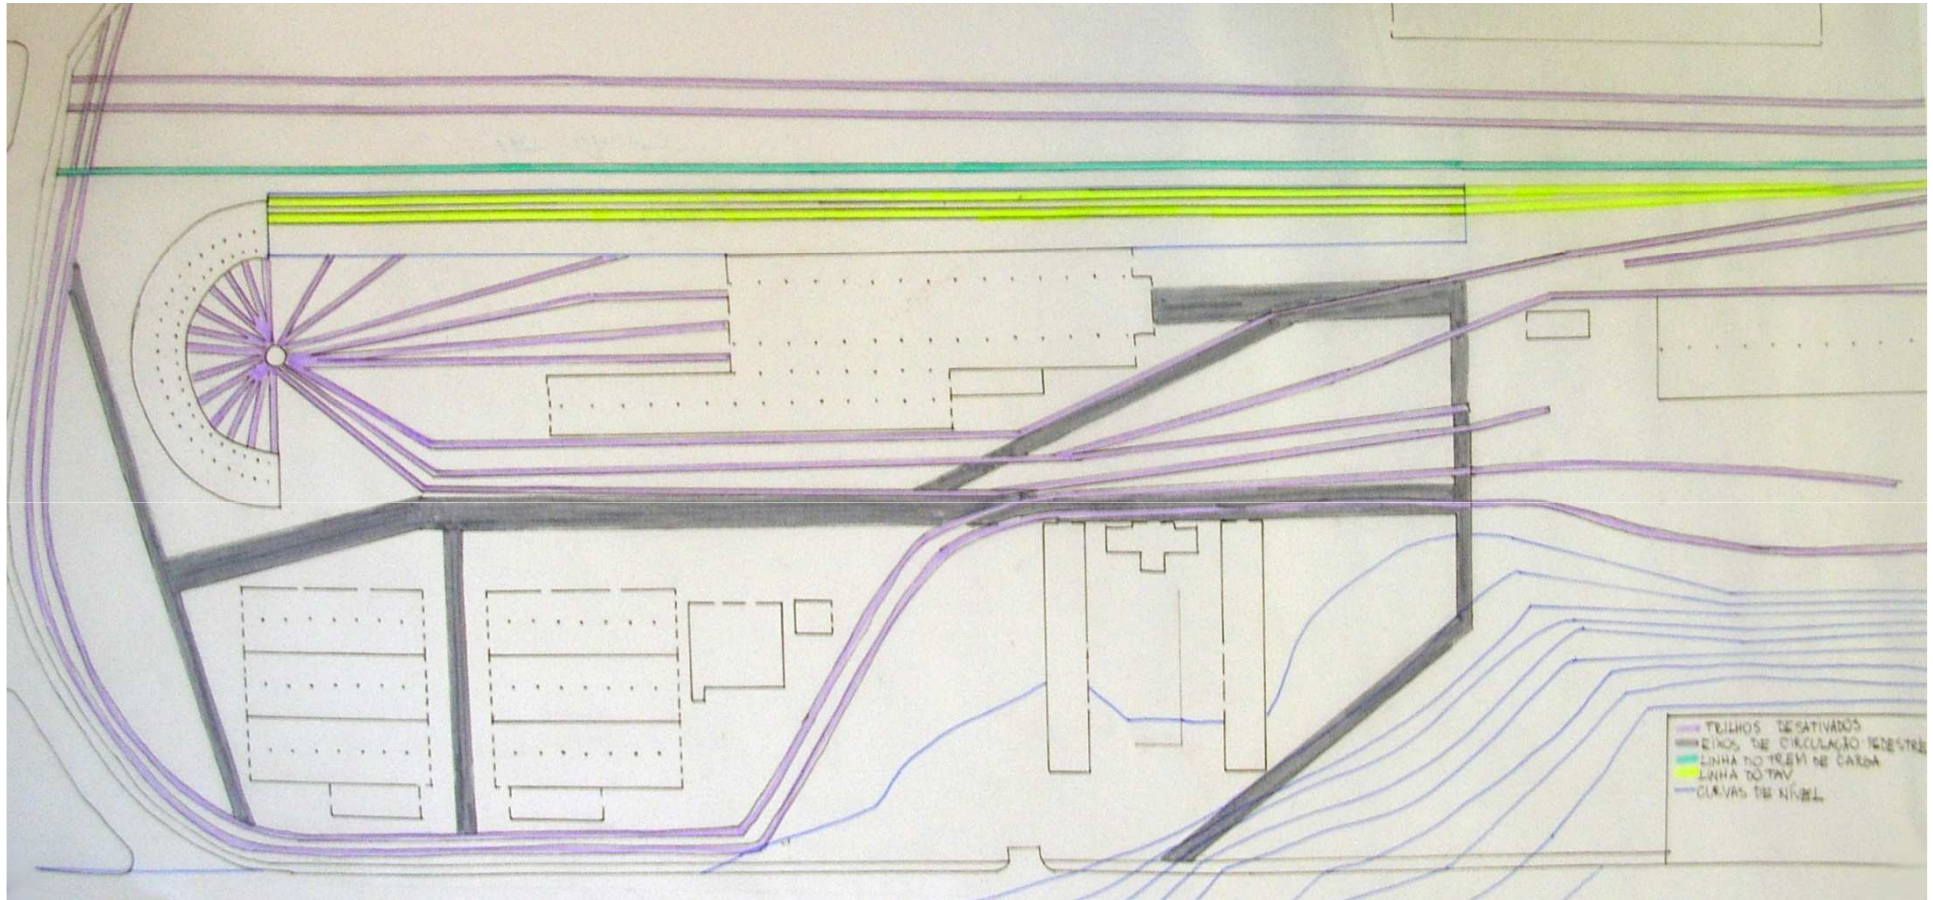 TRILHOS DESATIVADOS
EIXOS DE CIRCULAÇÃO PEDESTRE
LINHA DO TREM DE CARGA
LINHA DO TAV
CURVAS DE NÍVEL